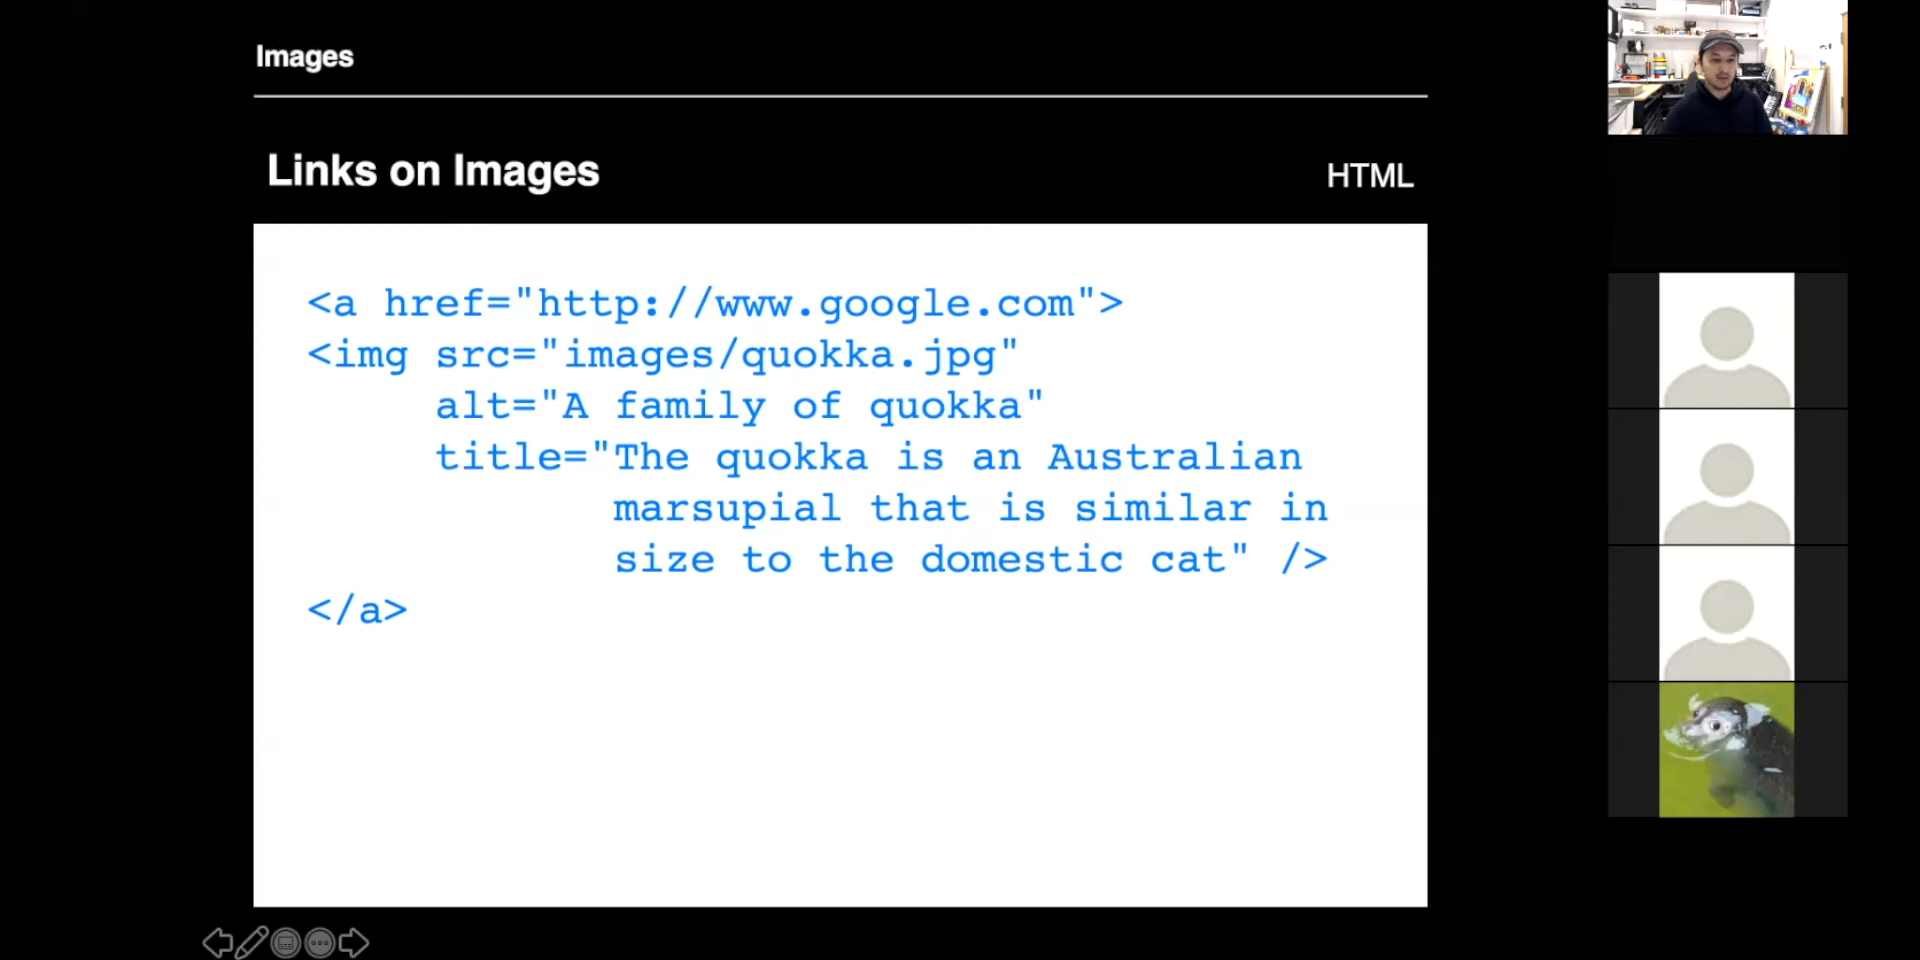 Images
Links on Images
HTML
<a href="http://www.google.com">
<img src="images/quokka.jpg"
alt="A family of quokka"
title="The quokka is an Australian
marsupial that is similar in
size to the domestic cat" />
</a>